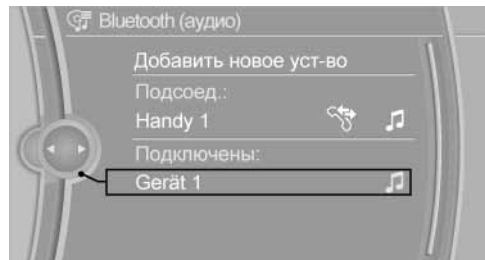 Bluetooth (аудио)
Добавить новое уст-во
Подсоед.:
Handy 1
Подключены:
Gerät 1